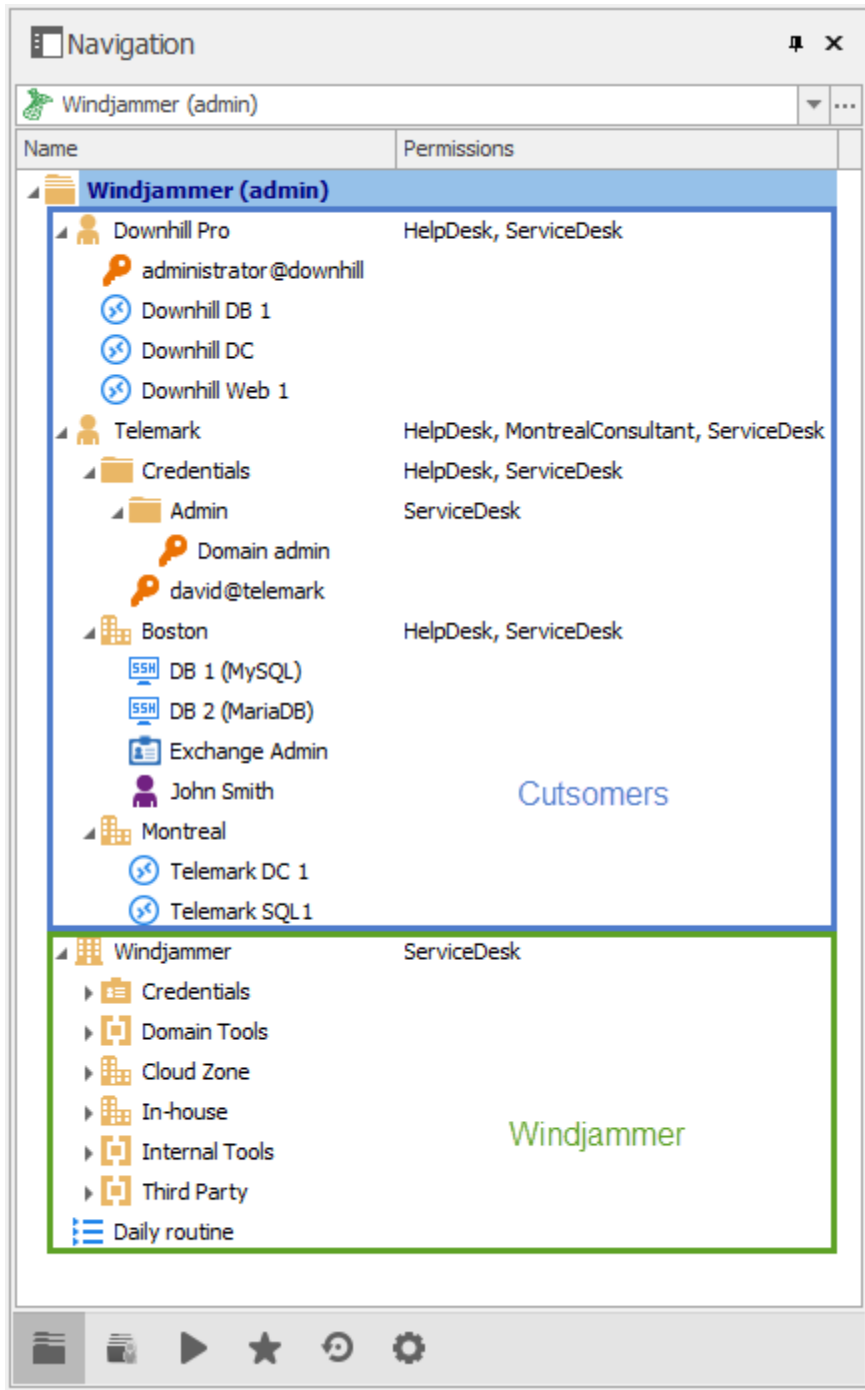 Navigation
Windjammer (admin)
Name Permissions
Windjammer (admin)
Downhill Pro HelpDesk, ServiceDesk
administrator@downhill
Downhill DB 1
Downhill DC
Downhill Web 1
Telemark HelpDesk, MontrealConsultant, ServiceDesk
Credentials HelpDesk, ServiceDesk
Admin ServiceDesk
Domain admin
david@telemark
Boston HelpDesk, ServiceDesk
SSH DB 1 (MySQL)
SSH DB 2 (MariaDB)
Exchange Admin
John Smith Cutsomers
Montreal
Telemark DC 1
Telemark SQL1
Windjammer ServiceDesk
Credentials
Domain Tools
Cloud Zone
In-house Windjammer
Internal Tools
Third Party
Daily routine